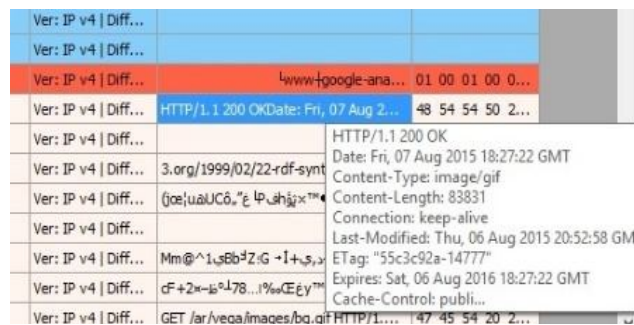 Ver: IP v4 | Diff...
Ver: IP v4 | Diff...
Ver: IP v4 | Diff... └www┼google-ana... 01 00 01 00 0...
Ver: IP v4 | Diff... HTTP/1.1 200 OKDate: Fri, 07 Aug 2... 48 54 54 50 2...
Ver: IP v4 | Diff...
Ver: IP v4 | Diff... 3.org/1999/02/22-rdf-synt
Ver: IP v4 | Diff...
Ver: IP v4 | Diff...
Ver: IP v4 | Diff...
Ver: IP v4 | Diff...
Ver: IP v4 | Diff... GET /ar/vega/images/bg.gif HTTP/1.... 47 45 54 20 2...
HTTP/1.1 200 OK
Date: Fri, 07 Aug 2015 18:27:22 GMT
Content-Type: image/gif
Content-Length: 83831
Connection: keep-alive
Last-Modified: Thu, 06 Aug 2015 20:52:58 GM
ETag: "55c3c92a-14777"
Expires: Sat, 06 Aug 2016 18:27:22 GMT
Cache-Control: publi...